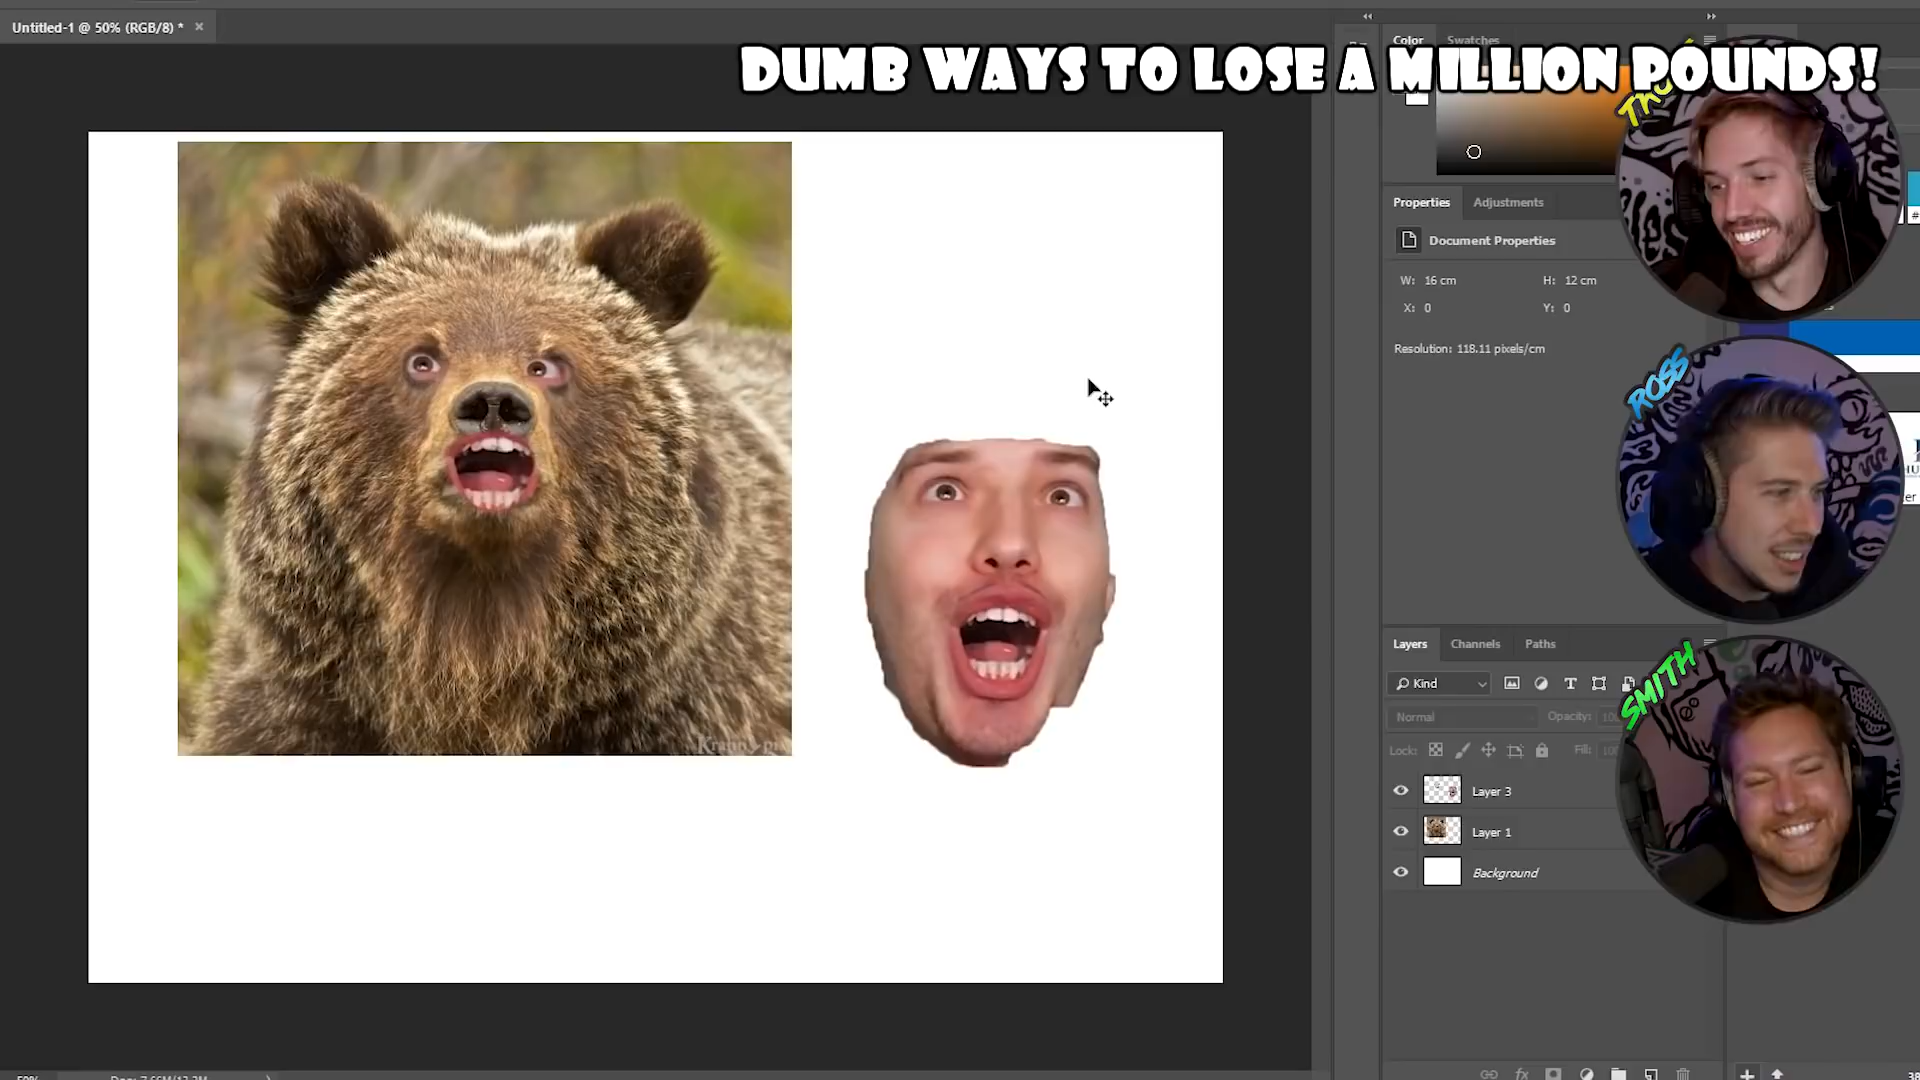 Untitled-1 @ 50% (RGB/8) *
DUMB WAYS TO LOSE A MILLION POUNDS!
Color
Swatches
Properties
Adjustments
Document Properties
W: 16 cm
H: 12 cm
X: 0
Y: 0
Resolution: 118.11 pixels/cm
ROSS
Layers
Channels
Paths
Kind
SMITH
Normal
Opacity:
Lock:
Fill:
Layer 3
Layer 1
Background
50%
fx